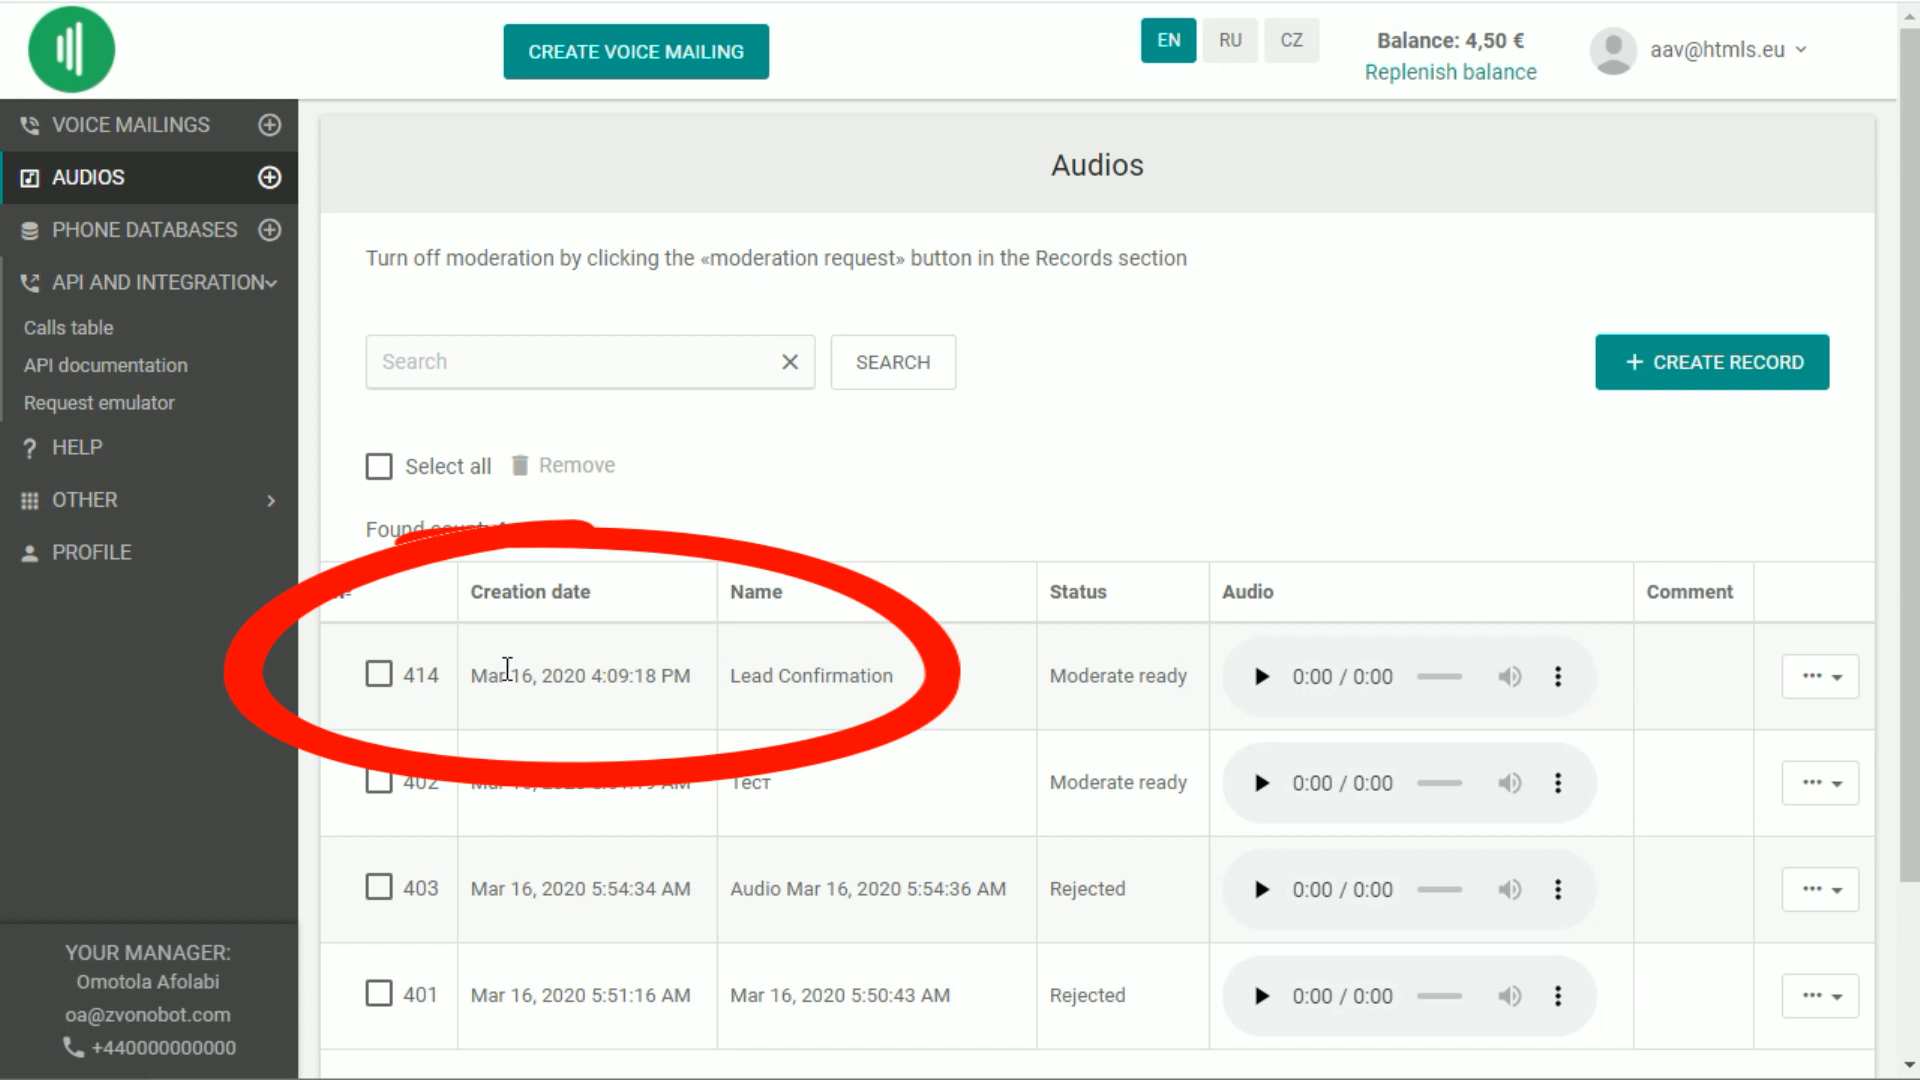 CREATE VOICE MAILING
EN RU CZ
Balance: 4,50 €
Replenish balance
aav@htmls.eu
VOICE MAILINGS
AUDIOS
PHONE DATABASES
API AND INTEGRATION
Calls table
API documentation
Request emulator
? HELP
OTHER
PROFILE
YOUR MANAGER:
Omotola Afolabi
oa@zvonobot.com
+440000000000
Audios
Turn off moderation by clicking the «moderation request» button in the Records section
Search
SEARCH
+ CREATE RECORD
Select all Remove
Found
Creation date Name Status Audio Comment
414 Mar 16, 2020 4:09:18 PM Lead Confirmation Moderate ready 0:00 / 0:00
402 Тест Moderate ready 0:00 / 0:00
403 Mar 16, 2020 5:54:34 AM Audio Mar 16, 2020 5:54:36 AM Rejected 0:00 / 0:00
401 Mar 16, 2020 5:51:16 AM Mar 16, 2020 5:50:43 AM Rejected 0:00 / 0:00